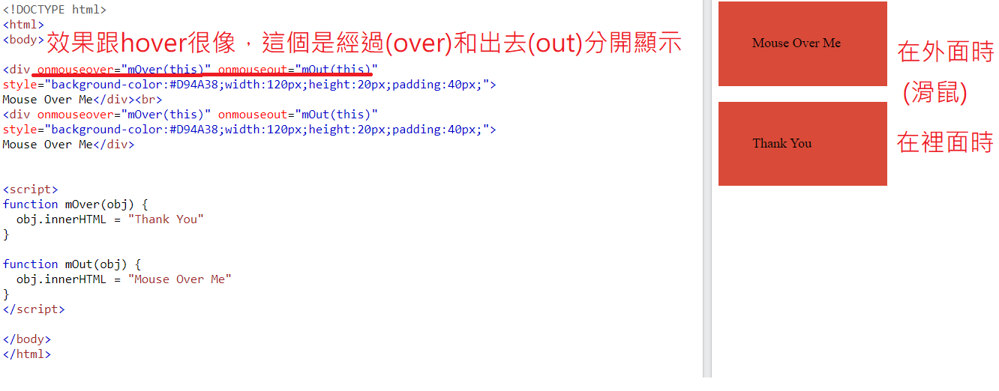 <!DOCTYPE html>
<html>
<body>效果跟hover很像，這個是經過(over)和出去(out)分開顯示
<div onmouseover="mOver(this)" onmouseout="mOut(this)"
style="background-color:#D94A38;width:120px;height:20px;padding:40px;">
Mouse Over Me</div><br>
<div onmouseover="mOver(this)" onmouseout="mOut(this)"
style="background-color:#D94A38;width:120px;height:20px;padding:40px;">
Mouse Over Me</div>
<script>
function mOver(obj) {
  obj.innerHTML = "Thank You"
}
function mOut(obj) {
  obj.innerHTML = "Mouse Over Me"
}
</script>
</body>
</html>
Mouse Over Me
在外面時
(滑鼠)
Thank You
在裡面時